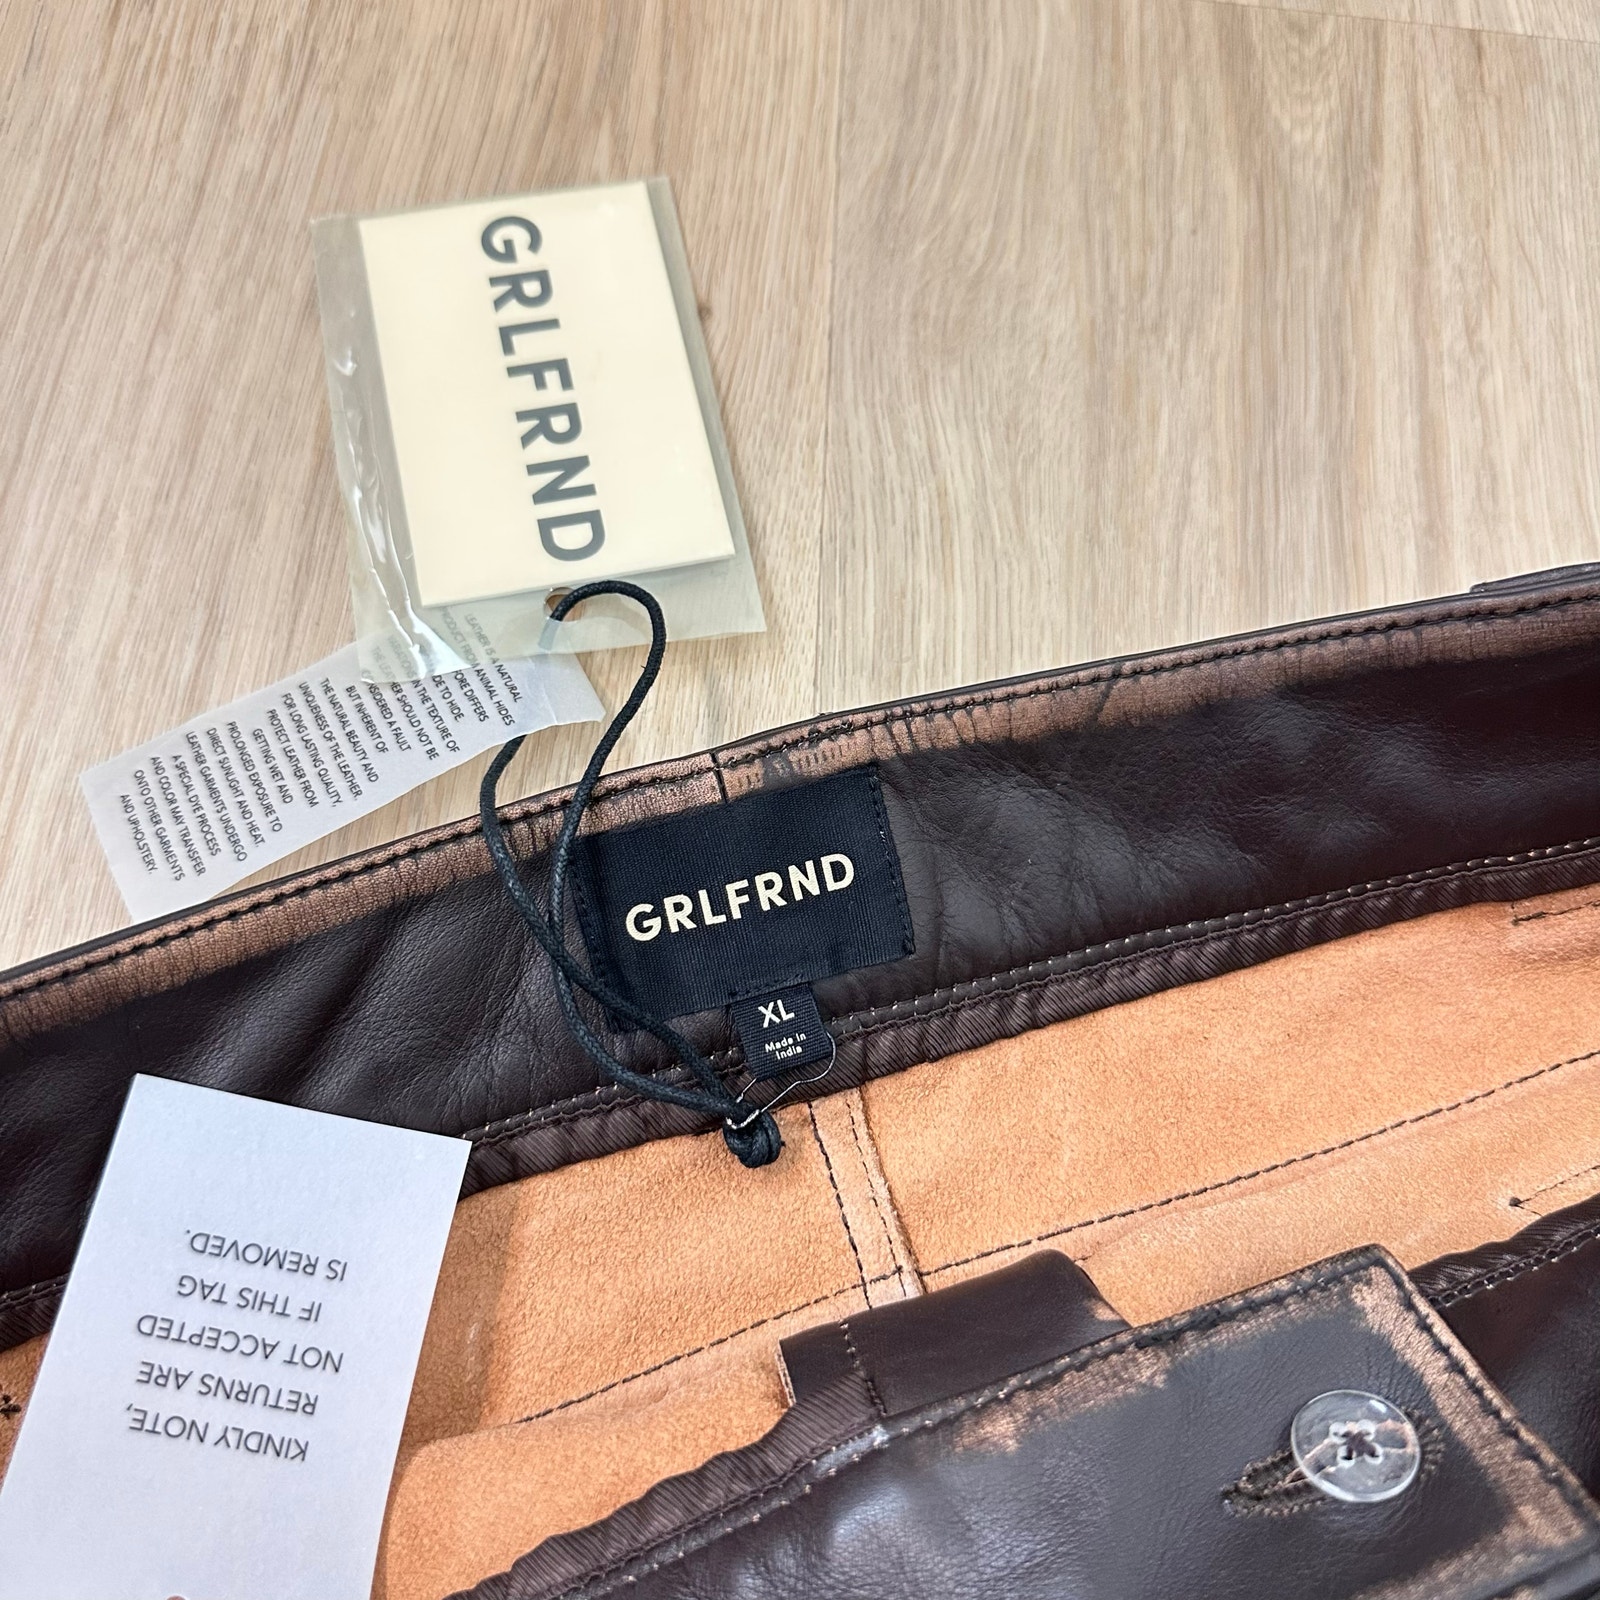 GRLFRND
LEATHER IS A NATURAL
PRODUCT FROM ANIMAL HIDES
DE TO HIDE.
THE TEXTURE OF
SHOULD NOT BE
CONSIDERED A FAULT
BUT INHERENT OF
THE NATURAL BEAUTY AND
UNIQUENESS OF THE LEATHER.
FOR LONG LASTING QUALITY,
PROTECT LEATHER FROM
GETTING WET AND
PROLONGED EXPOSURE TO
DIRECT SUNLIGHT AND HEAT.
LEATHER GARMENTS UNDERGO
A SPECIAL DYE PROCESS
AND COLOR MAY TRANSFER
ONTO OTHER GARMENTS
AND UPHOLSTERY.
GRLFRND
XL
Made in
India
KINDLY NOTE,
RETURNS ARE
NOT ACCEPTED
IF THIS TAG
IS REMOVED.